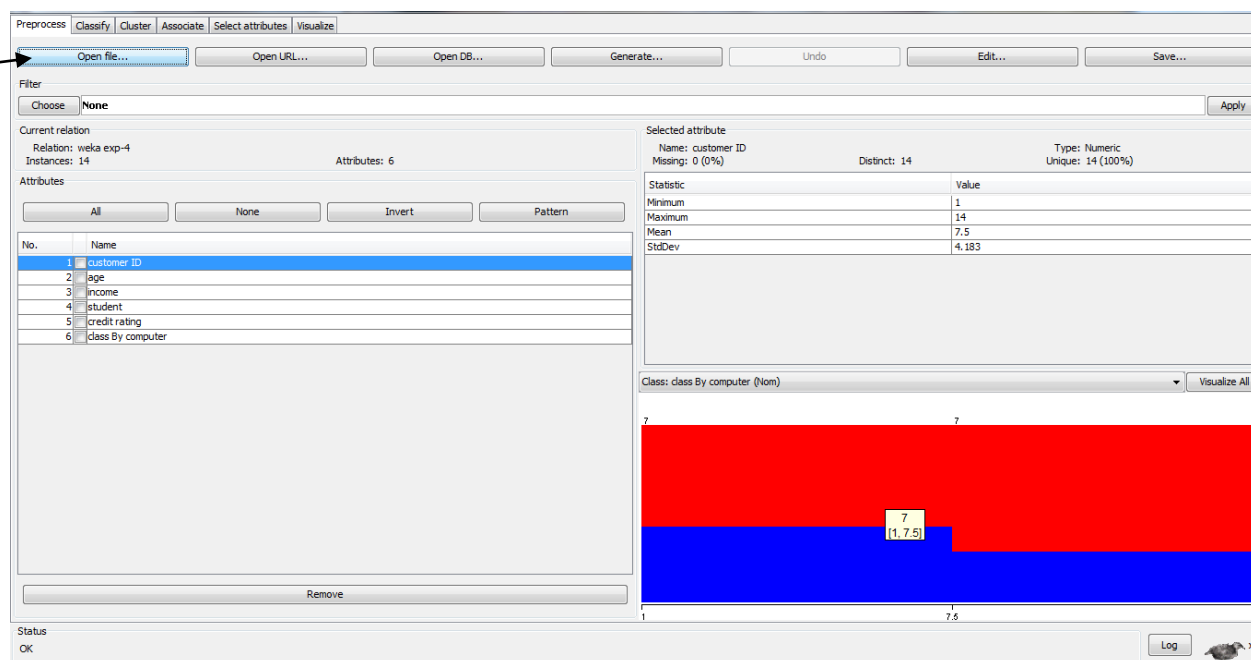 Preprocess Classify Cluster Associate Select attributes Visualize
Open file... Open URL... Open DB... Generate... Undo Edit... Save...
Filter
Choose None Apply
Current relation
Relation: weka exp-4
Instances: 14 Attributes: 6
Attributes
All None Invert Pattern
No. Name
1 customer ID
2 age
3 income
4 student
5 credit rating
6 class By computer
Remove
Selected attribute
Name: customer ID Type: Numeric
Missing: 0 (0%) Distinct: 14 Unique: 14 (100%)
Statistic Value
Minimum 1
Maximum 14
Mean 7.5
StdDev 4.183
Class: class By computer (Nom) Visualize All
7 7
7
[1, 7.5]
1 7.5
Status
OK Log x